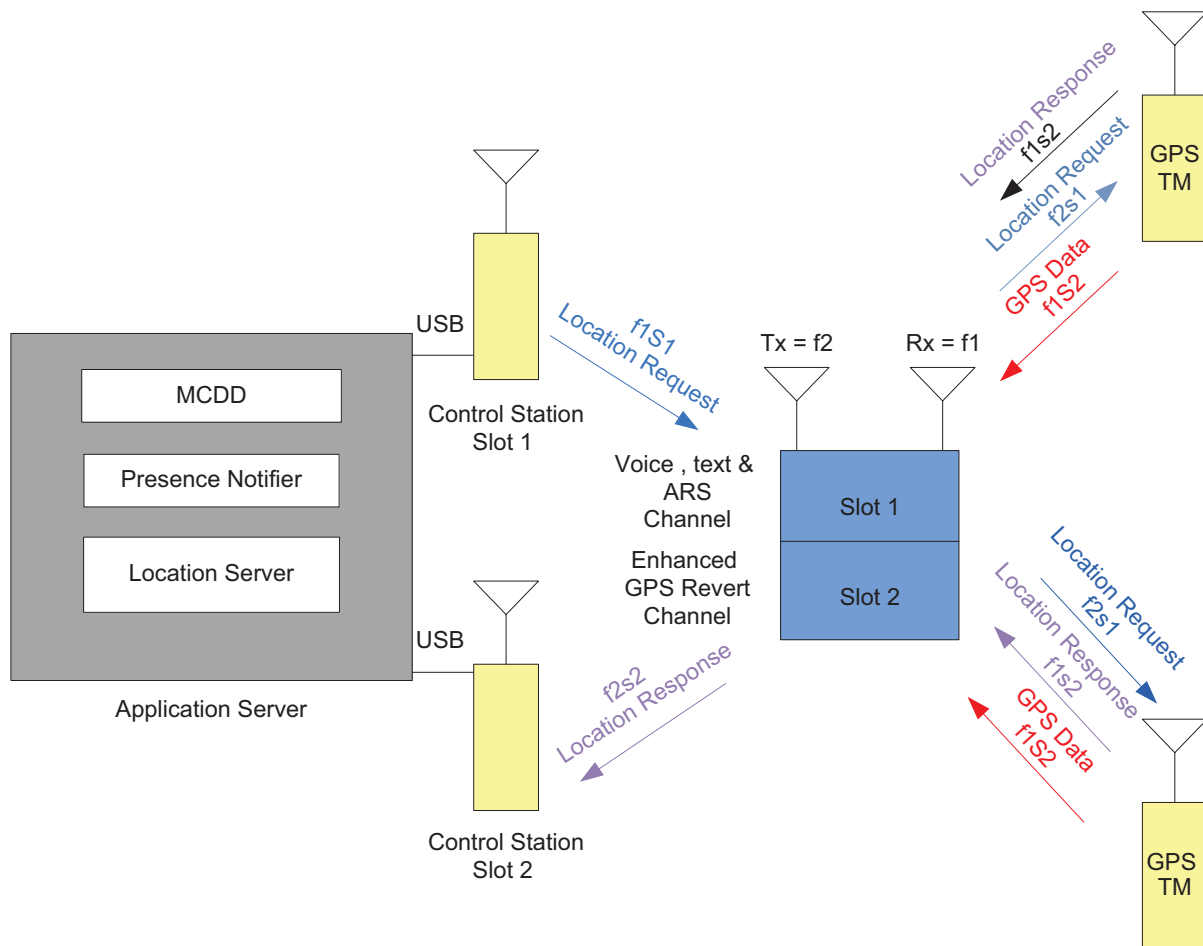 Location Response
f1s2
Location Request
f2s1
GPS Data
f1S2
GPS
TM
USB
MCDD
Presence Notifier
Location Server
USB
Application Server
Control Station
Slot 1
f1S1
Location Request
Tx = f2
Rx = f1
Voice , text &
ARS
Channel
Enhanced
GPS Revert
Channel
Slot 1
Slot 2
f2s2
Location Response
Control Station
Slot 2
Location Request
f2s1
Location Response
f1s2
GPS Data
f1S2
GPS
TM